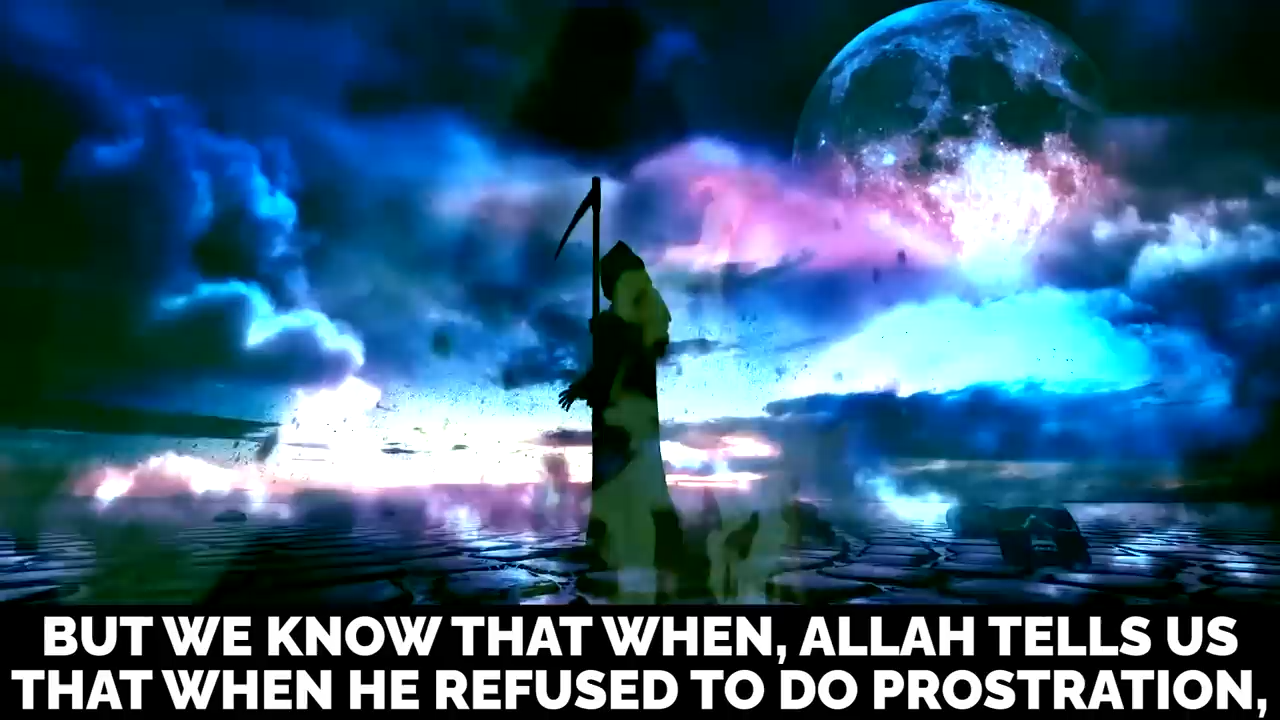 BUT WE KNOW THAT WHEN, ALLAH TELLS US
THAT WHEN HE REFUSED TO DO PROSTRATION,